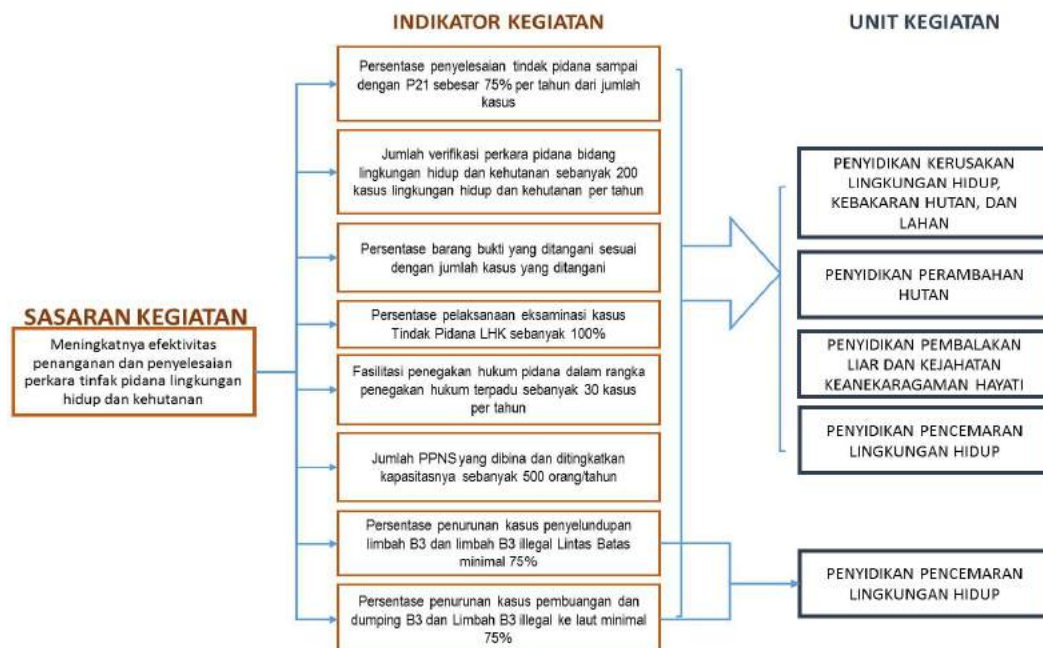 INDIKATOR KEGIATAN
UNIT KEGIATAN
SASARAN KEGIATAN
Meningkatnya efektivitas
penanganan dan penyelesaian
perkara tinfak pidana lingkungan
hidup dan kehutanan
Persentase penyelesaian tindak pidana sampai
dengan P21 sebesar 75% per tahun dari jumlah
kasus
Jumlah verifikasi perkara pidana bidang
lingkungan hidup dan kehutanan sebanyak 200
kasus lingkungan hidup dan kehutanan per tahun
Persentase barang bukti yang ditangani sesuai
dengan jumlah kasus yang ditangani
Persentase pelaksanaan eksaminasi kasus
Tindak Pidana LHK sebanyak 100%
Fasilitasi penegakan hukum pidana dalam rangka
penegakan hukum terpadu sebanyak 30 kasus
per tahun
Jumlah PPNS yang dibina dan ditingkatkan
kapasitasnya sebanyak 500 orang/tahun
Persentase penurunan kasus penyelundupan
limbah B3 dan limbah B3 illegal Lintas Batas
minimal 75%
Persentase penurunan kasus pembuangan dan
dumping B3 dan Limbah B3 illegal ke laut minimal
75%
PENYIDIKAN KERUSAKAN
LINGKUNGAN HIDUP,
KEBAKARAN HUTAN, DAN
LAHAN
PENYIDIKAN PERAMBAHAN
HUTAN
PENYIDIKAN PEMBALAKAN
LIAR DAN KEJAHATAN
KEANEKARAGAMAN HAYATI
PENYIDIKAN PENCEMARAN
LINGKUNGAN HIDUP
PENYIDIKAN PENCEMARAN
LINGKUNGAN HIDUP